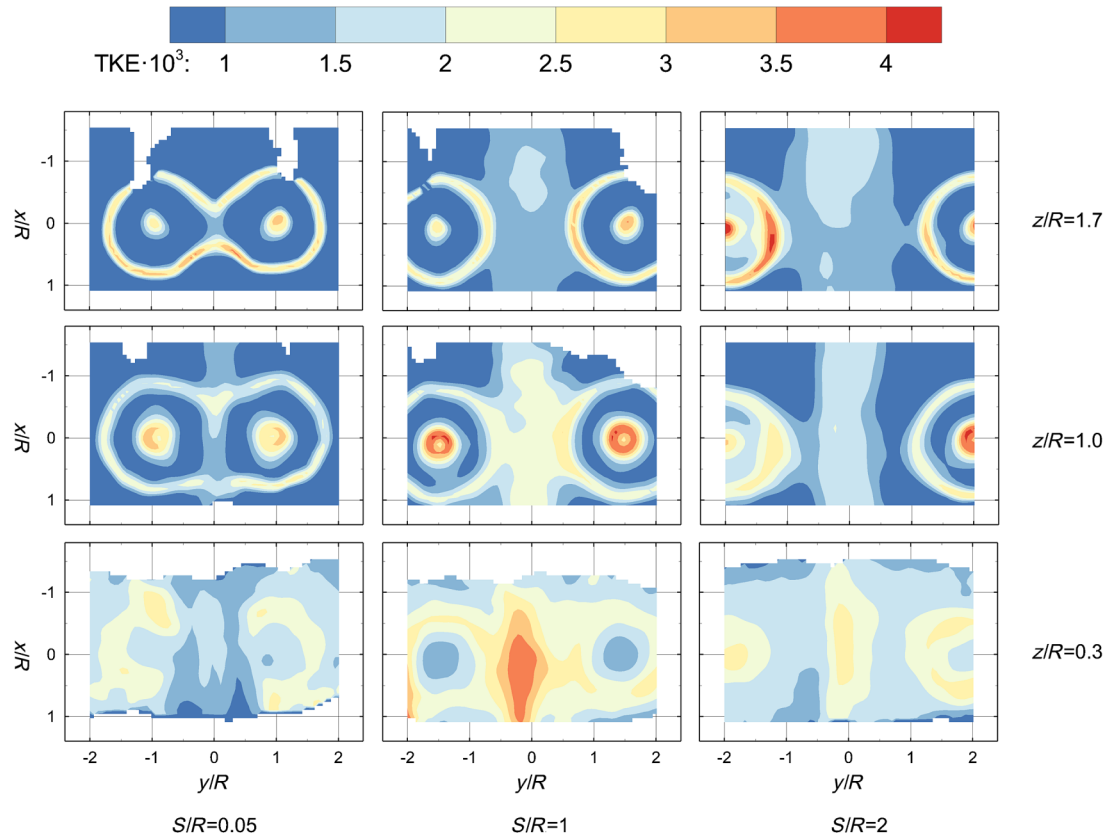 TKE·10³: 1 1.5 2 2.5 3 3.5 4
x/R -1 0 1 z/R=1.7
x/R -1 0 1 z/R=1.0
x/R -1 0 1 z/R=0.3
-2 -1 0 1 2 -2 -1 0 1 2 -2 -1 0 1 2
y/R y/R y/R
S/R=0.05 S/R=1 S/R=2